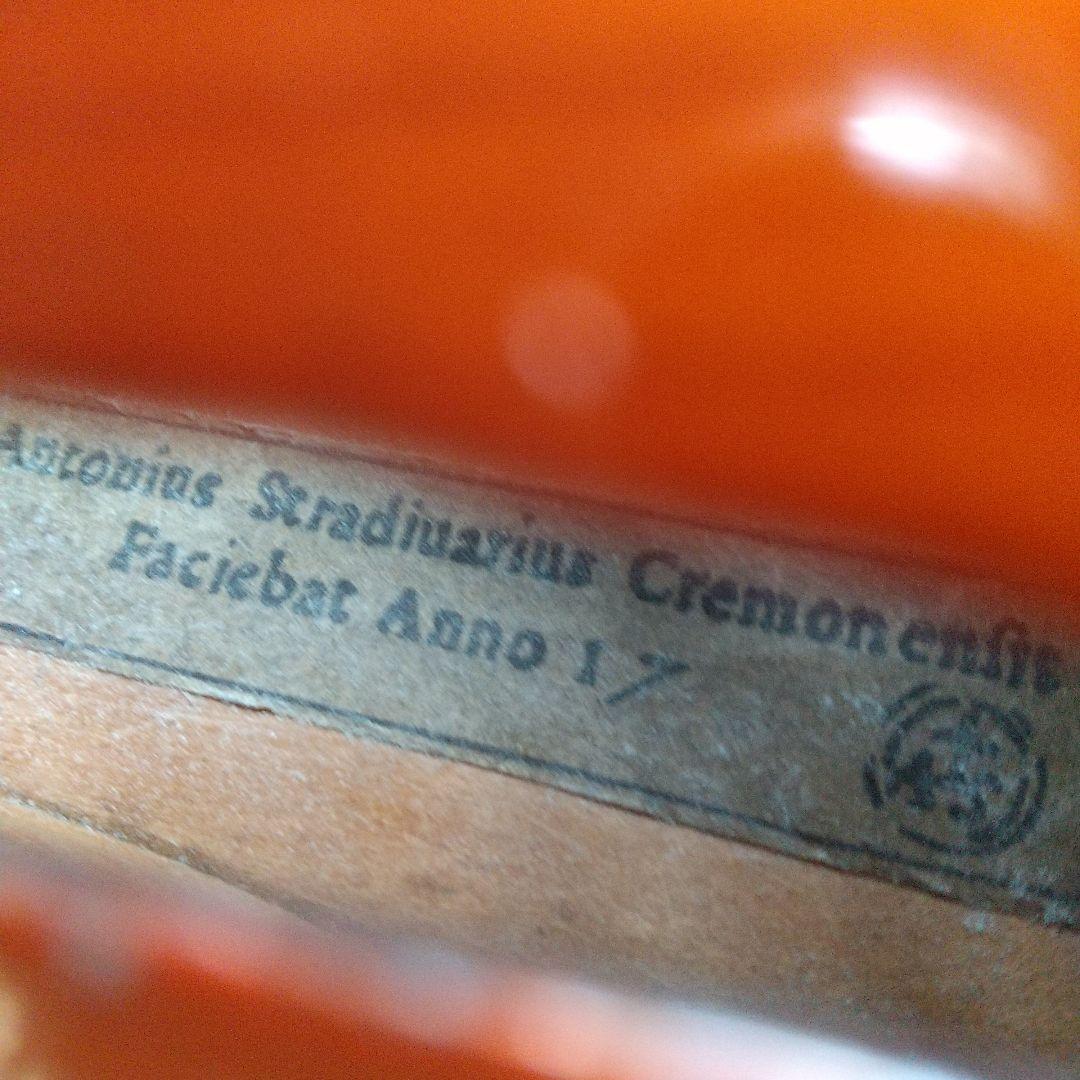 Antonius Stradiuarius Cremonensis
Faciebat Anno 17